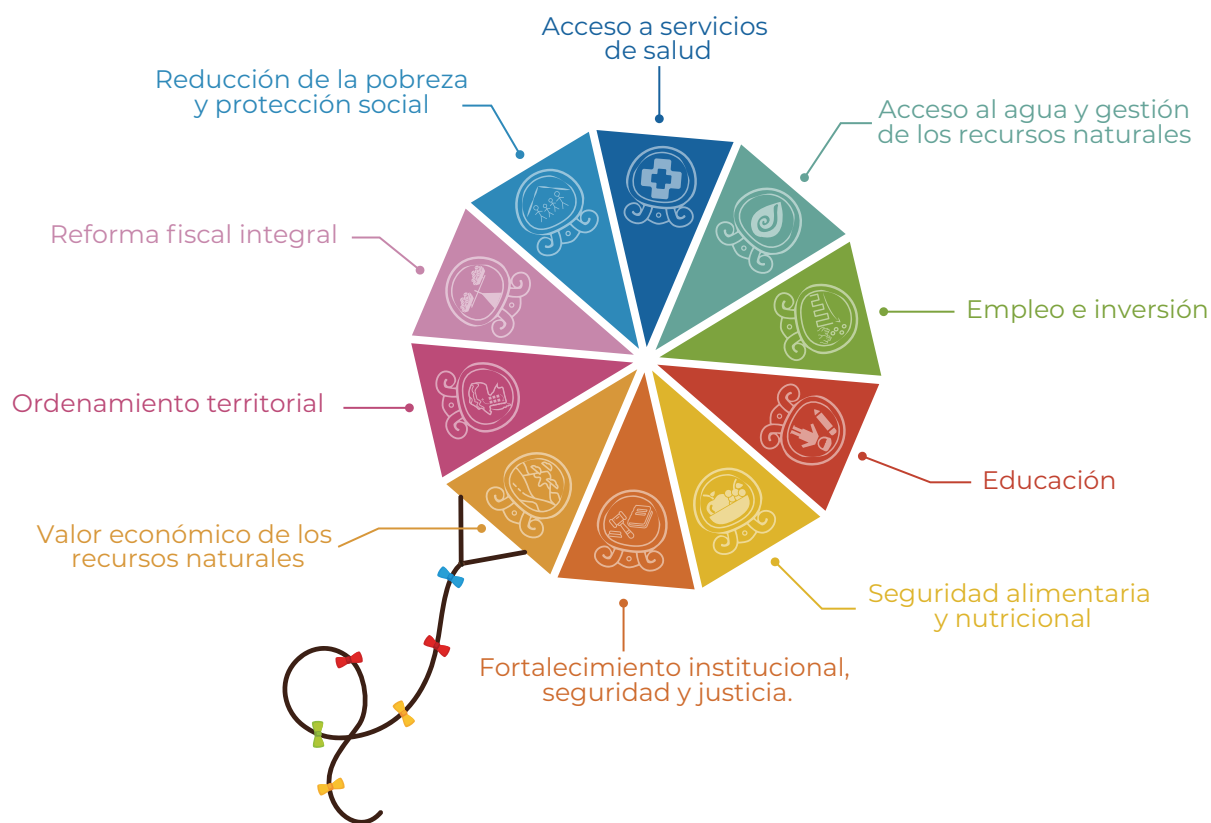 Acceso a servicios
de salud
Reducción de la pobreza
y protección social
Acceso al agua y gestión
de los recursos naturales
Reforma fiscal integral
Empleo e inversión
Ordenamiento territorial
Educación
Valor económico de los
recursos naturales
Seguridad alimentaria
y nutricional
Fortalecimiento institucional,
seguridad y justicia.